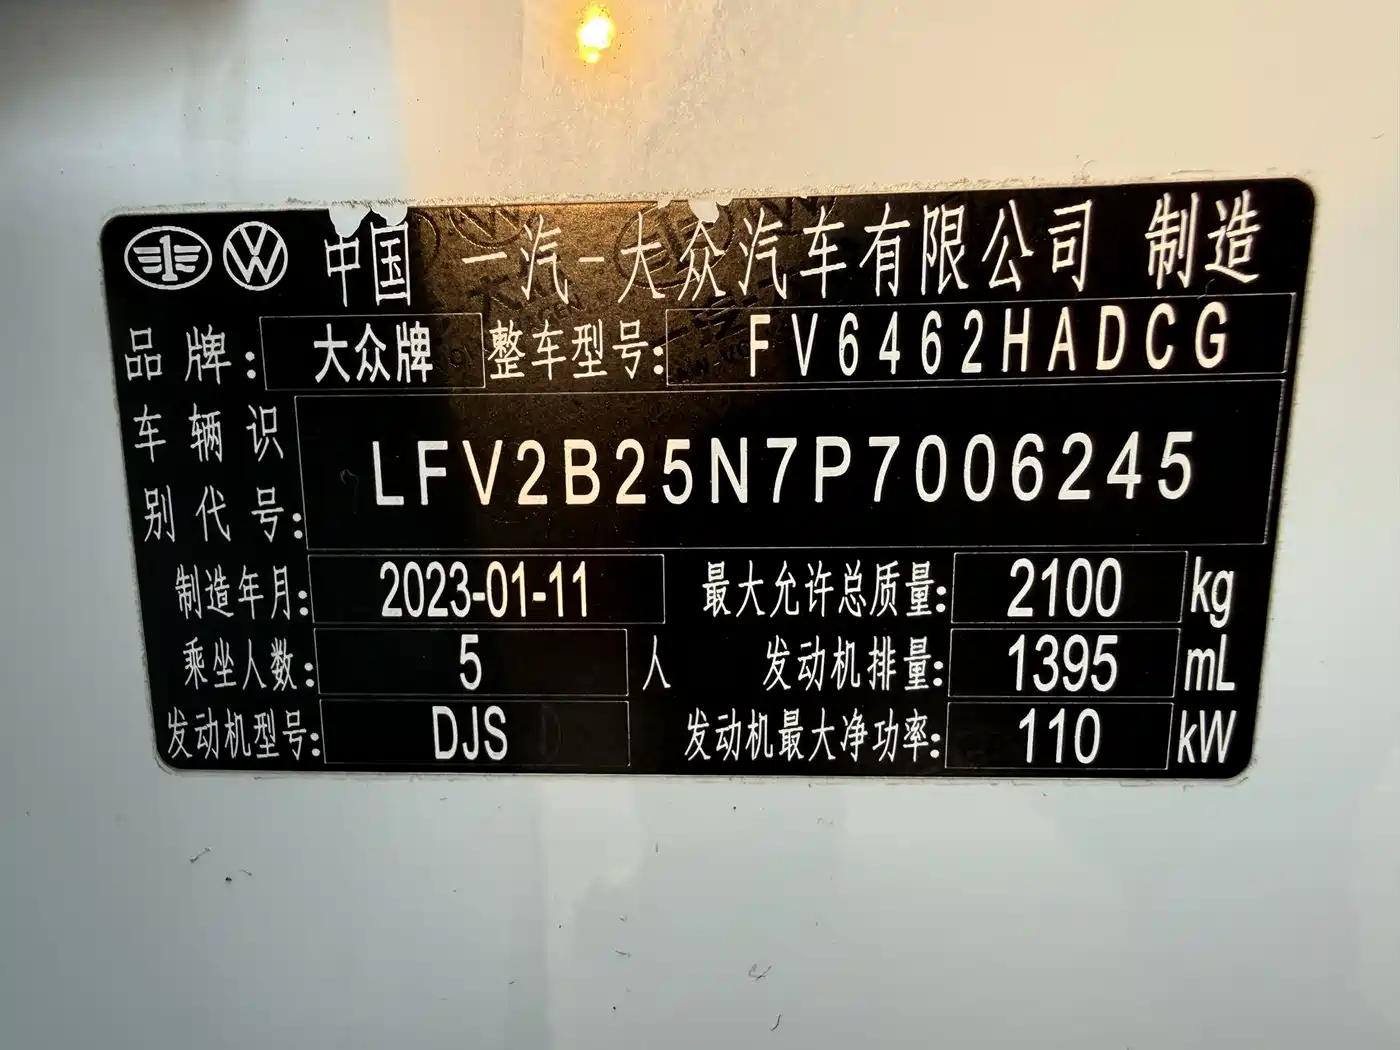 中国 一汽-大众汽车有限公司 制造
品牌: 大众牌 整车型号: FV6462HADCG
车辆识别代号: LFV2B25N7P7006245
制造年月: 2023-01-11 最大允许总质量: 2100 kg
乘坐人数: 5 人 发动机排量: 1395 mL
发动机型号: DJS 发动机最大净功率: 110 kW